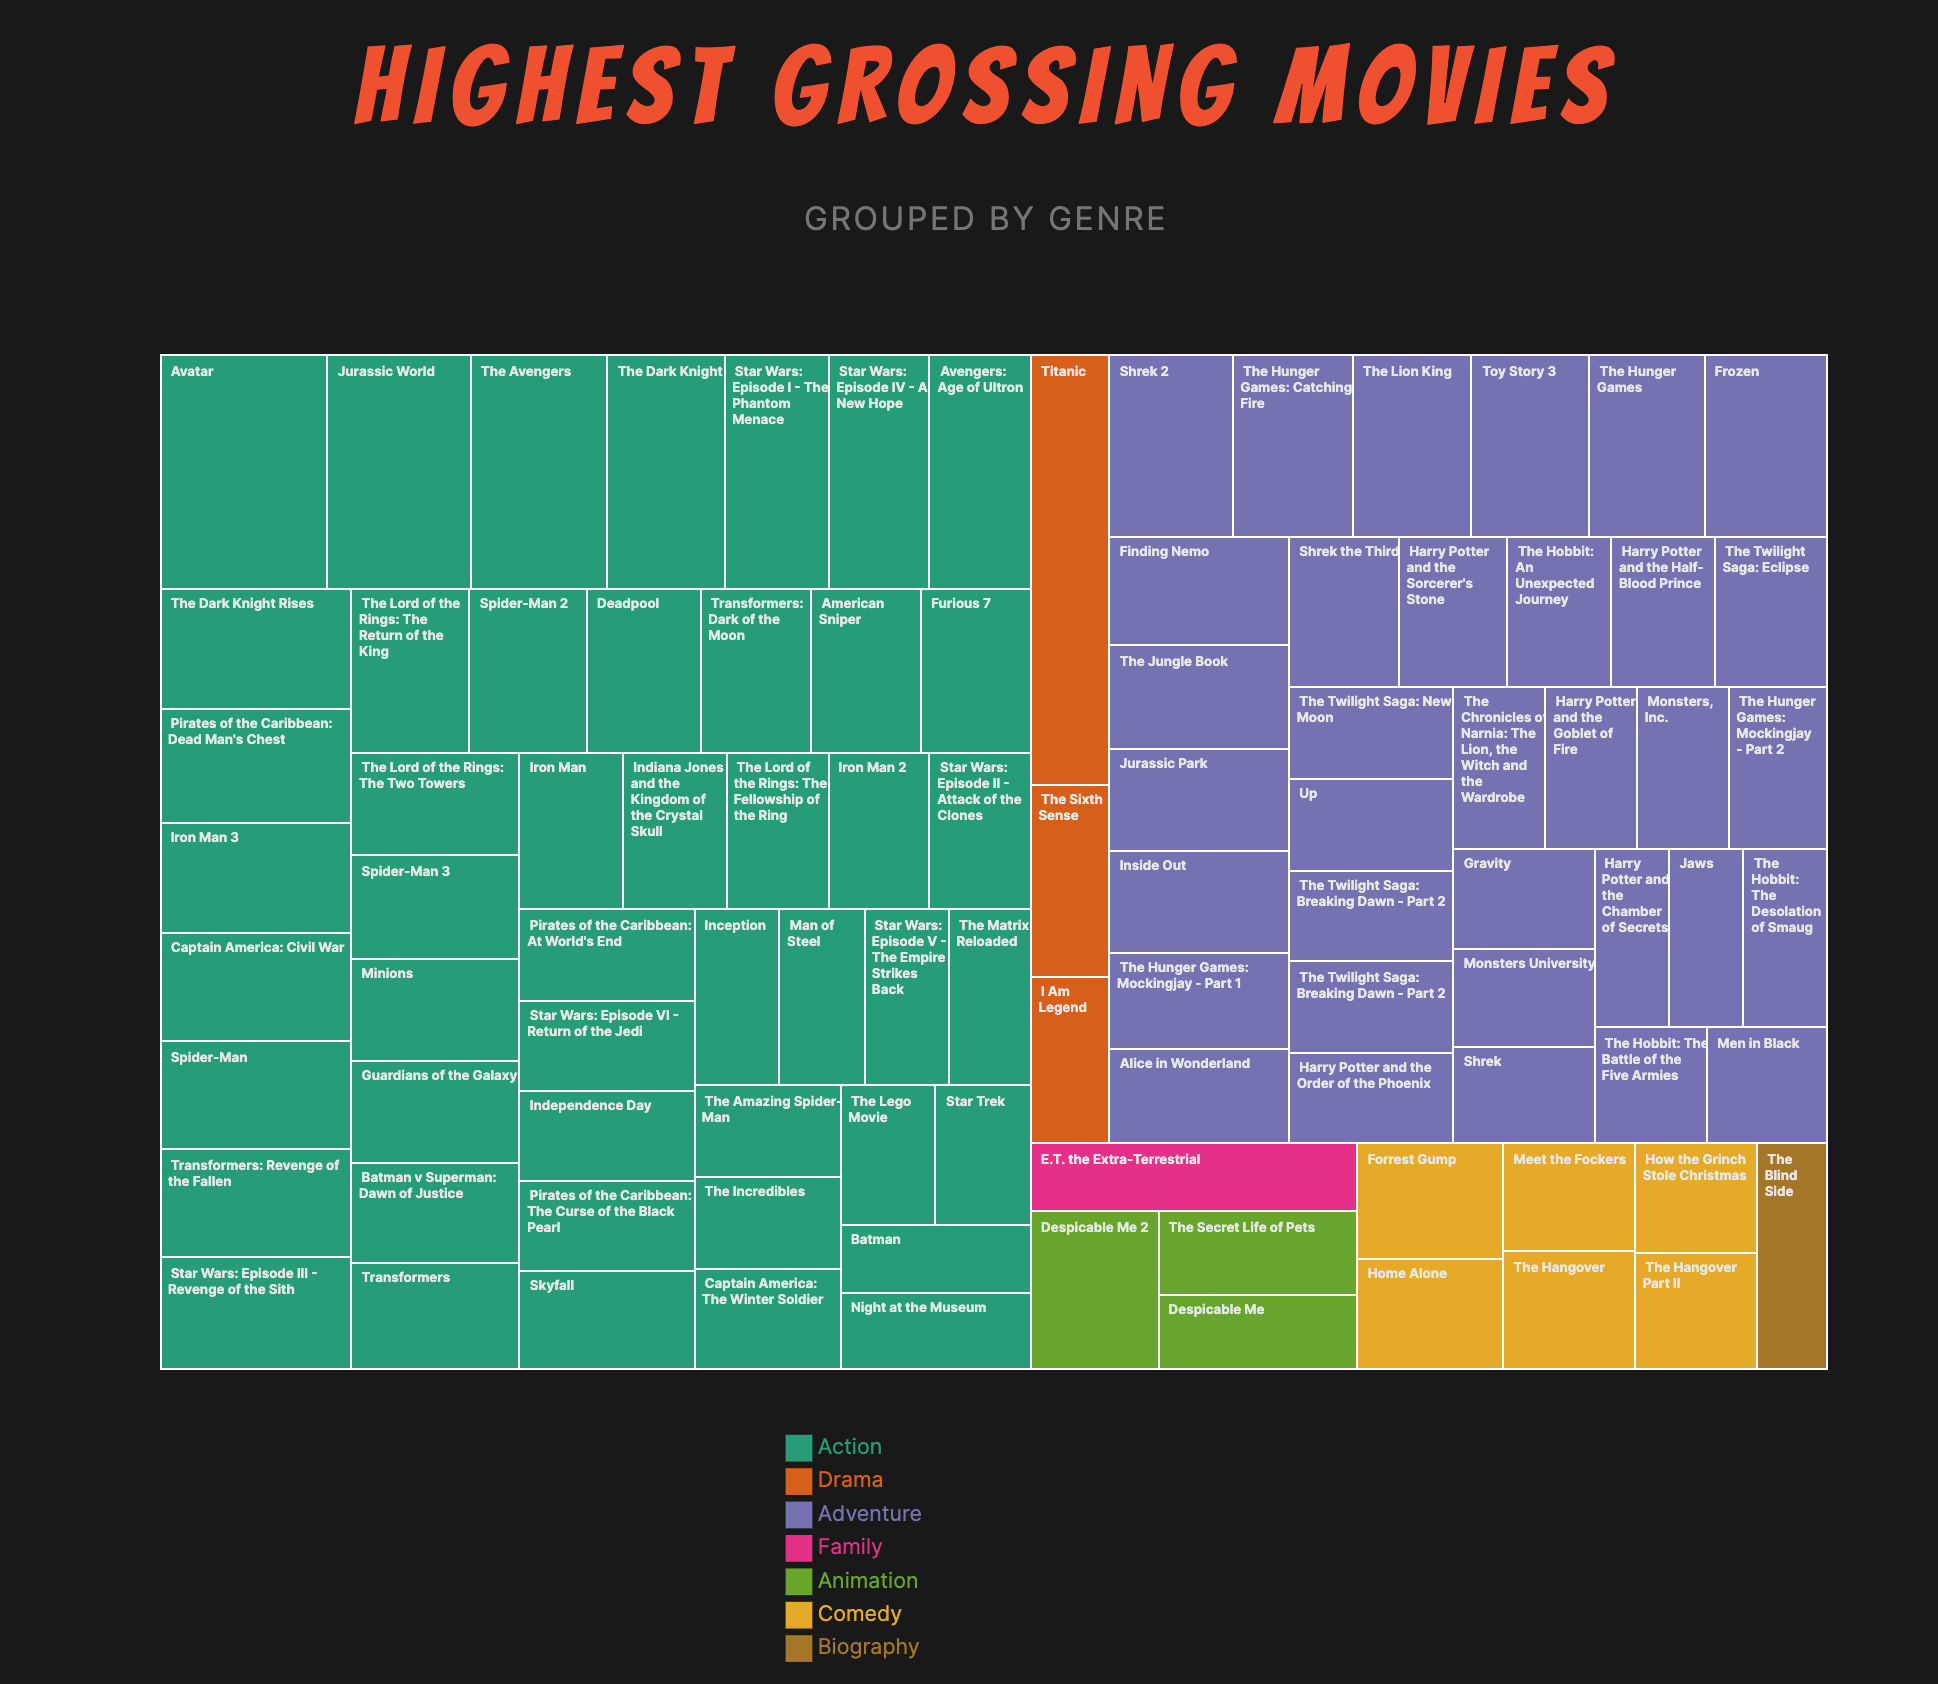 HIGHEST GROSSING MOVIES
GROUPED BY GENRE
Avatar
Jurassic World
The Avengers
The Dark Knight
Star Wars:
Episode I - The
Phantom
Menace
Star Wars:
Episode IV - A
New Hope
Avengers:
Age of Ultron
The Dark Knight Rises
Pirates of the Caribbean:
Dead Man's Chest
Iron Man 3
Captain America: Civil War
Spider-Man
Transformers: Revenge of
the Fallen
Star Wars: Episode III -
Revenge of the Sith
The Lord of the
Rings: The
Return of the
King
Spider-Man 2
Deadpool
Transformers:
Dark of the
Moon
American
Sniper
Furious 7
The Lord of the Rings:
The Two Towers
Spider-Man 3
Minions
Guardians of the Galaxy
Batman v Superman:
Dawn of Justice
Transformers
Iron Man
Indiana Jones
and the
Kingdom of
the Crystal
Skull
The Lord of
the Rings: The
Fellowship of
the Ring
Iron Man 2
Star Wars:
Episode II -
Attack of the
Clones
Pirates of the Caribbean:
At World's End
Star Wars: Episode VI -
Return of the Jedi
Independence Day
Pirates of the Caribbean:
The Curse of the Black
Pearl
Skyfall
Inception
Man of
Steel
Star Wars:
Episode V -
The Empire
Strikes
Back
The Matrix
Reloaded
The Amazing Spider-
Man
The Incredibles
Captain America:
The Winter Soldier
The Lego
Movie
Star Trek
Batman
Night at the Museum
Titanic
The Sixth
Sense
I Am
Legend
Shrek 2
The Hunger
Games: Catching
Fire
The Lion King
Toy Story 3
The Hunger
Games
Frozen
Finding Nemo
The Jungle Book
Jurassic Park
Inside Out
The Hunger Games:
Mockingjay - Part 1
Alice in Wonderland
Shrek the Third
Harry Potter
and the
Sorcerer's
Stone
The Hobbit:
An
Unexpected
Journey
Harry Potter
and the Half-
Blood Prince
The Twilight
Saga: Eclipse
The Twilight Saga: New
Moon
Up
The Twilight Saga:
Breaking Dawn - Part 2
The Twilight Saga:
Breaking Dawn - Part 2
Harry Potter and the
Order of the Phoenix
The
Chronicles of
Narnia: The
Lion, the
Witch and
the
Wardrobe
Harry Potter
and the
Goblet of
Fire
Monsters,
Inc.
The Hunger
Games:
Mockingjay
- Part 2
Gravity
Monsters University
Shrek
Harry
Potter and
the
Chamber
of Secrets
Jaws
The
Hobbit:
The
Desolation
of Smaug
The Hobbit: The
Battle of the
Five Armies
Men in Black
E.T. the Extra-Terrestrial
Despicable Me 2
The Secret Life of Pets
Despicable Me
Forrest Gump
Home Alone
Meet the Fockers
The Hangover
How the Grinch
Stole Christmas
The Hangover
Part II
The
Blind
Side
Action
Drama
Adventure
Family
Animation
Comedy
Biography